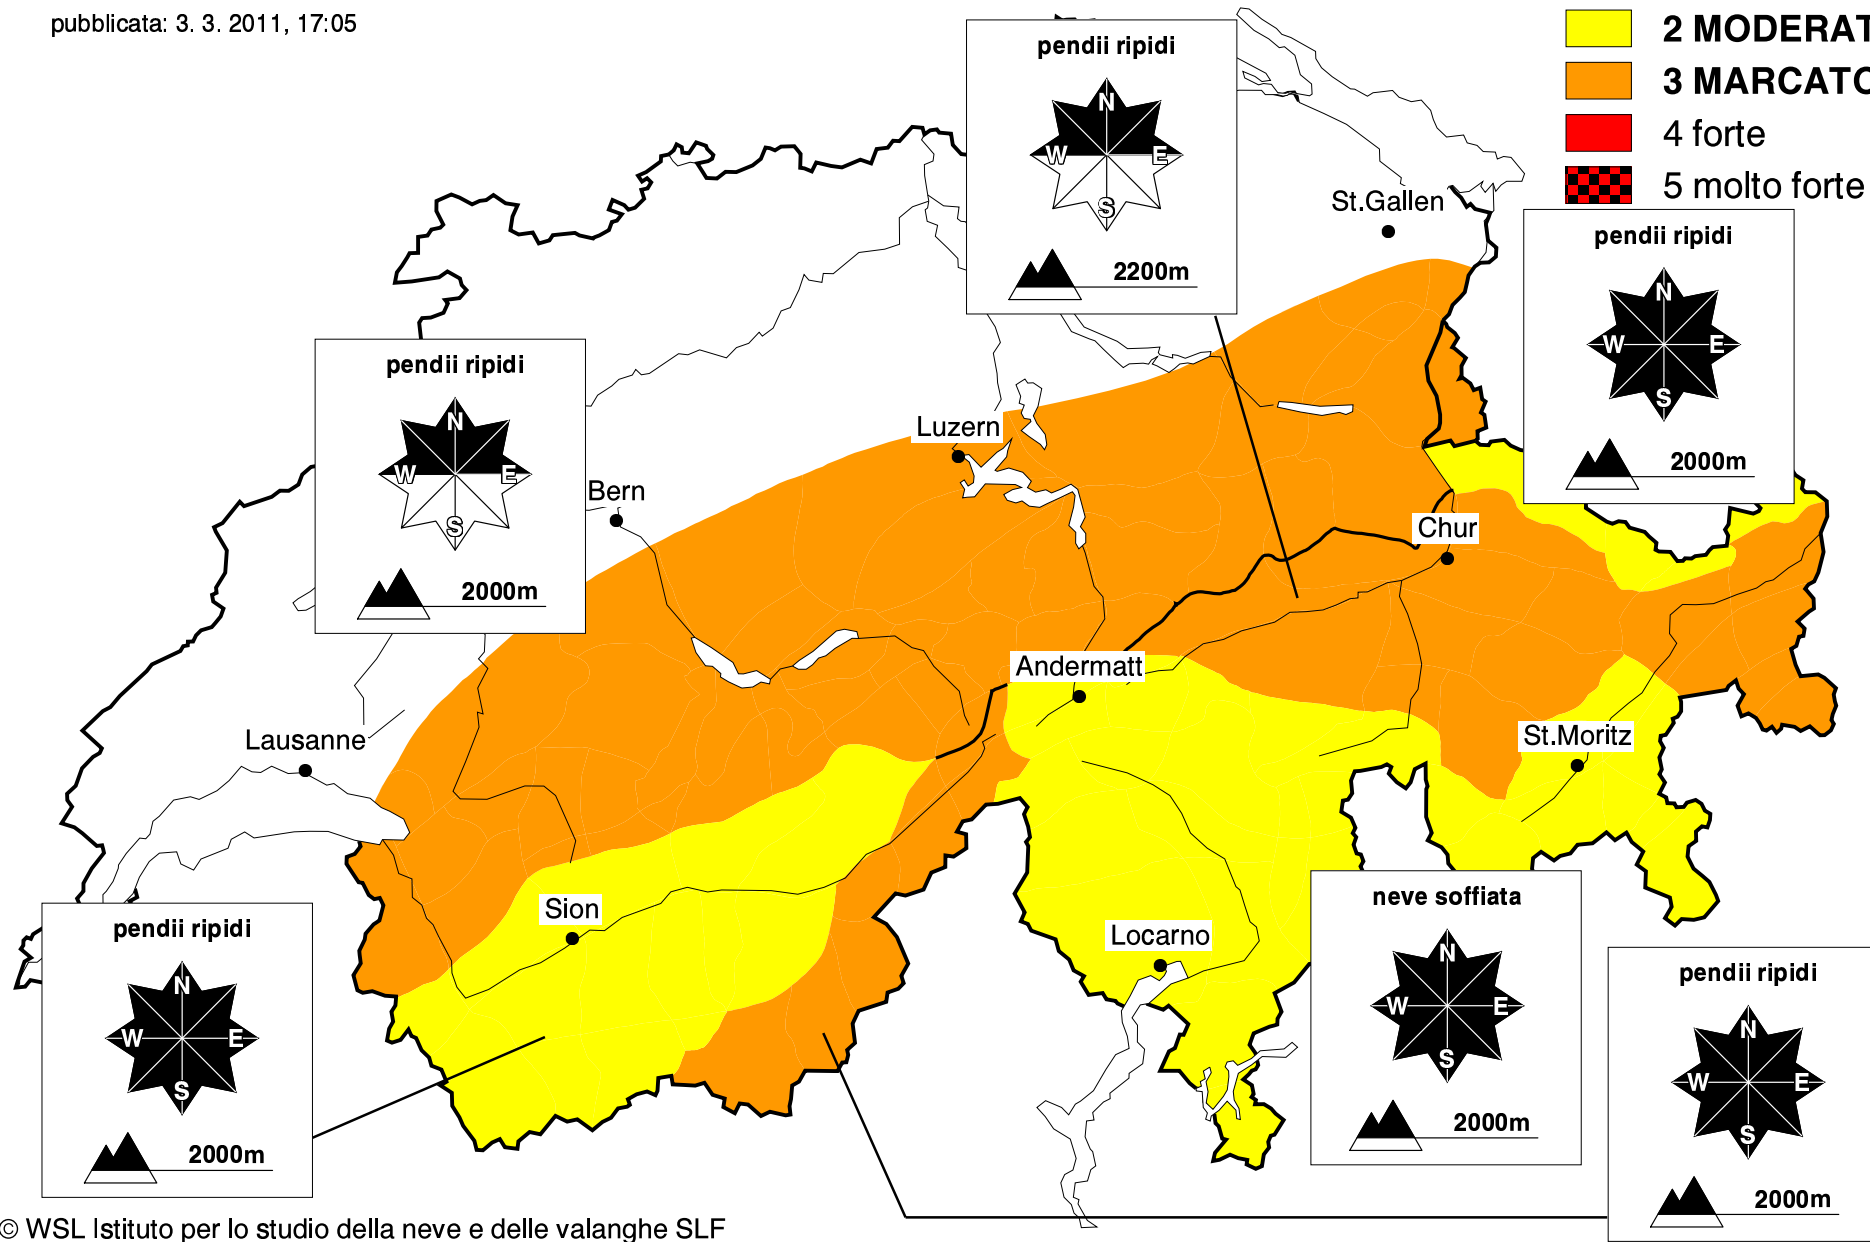 pubblicata: 3. 3. 2011, 17:05
2 MODERAT
3 MARCATO
4 forte
5 molto forte
pendii ripidi
N
W E
S
2200m
St.Gallen
pendii ripidi
N
W E
S
2000m
pendii ripidi
N
W E
S
2000m
Luzern
Bern
Chur
Andermatt
Lausanne
St.Moritz
Sion
Locarno
pendii ripidi
N
W E
S
2000m
neve soffiata
N
W E
S
2000m
pendii ripidi
N
W E
S
2000m
© WSL Istituto per lo studio della neve e delle valanghe SLF